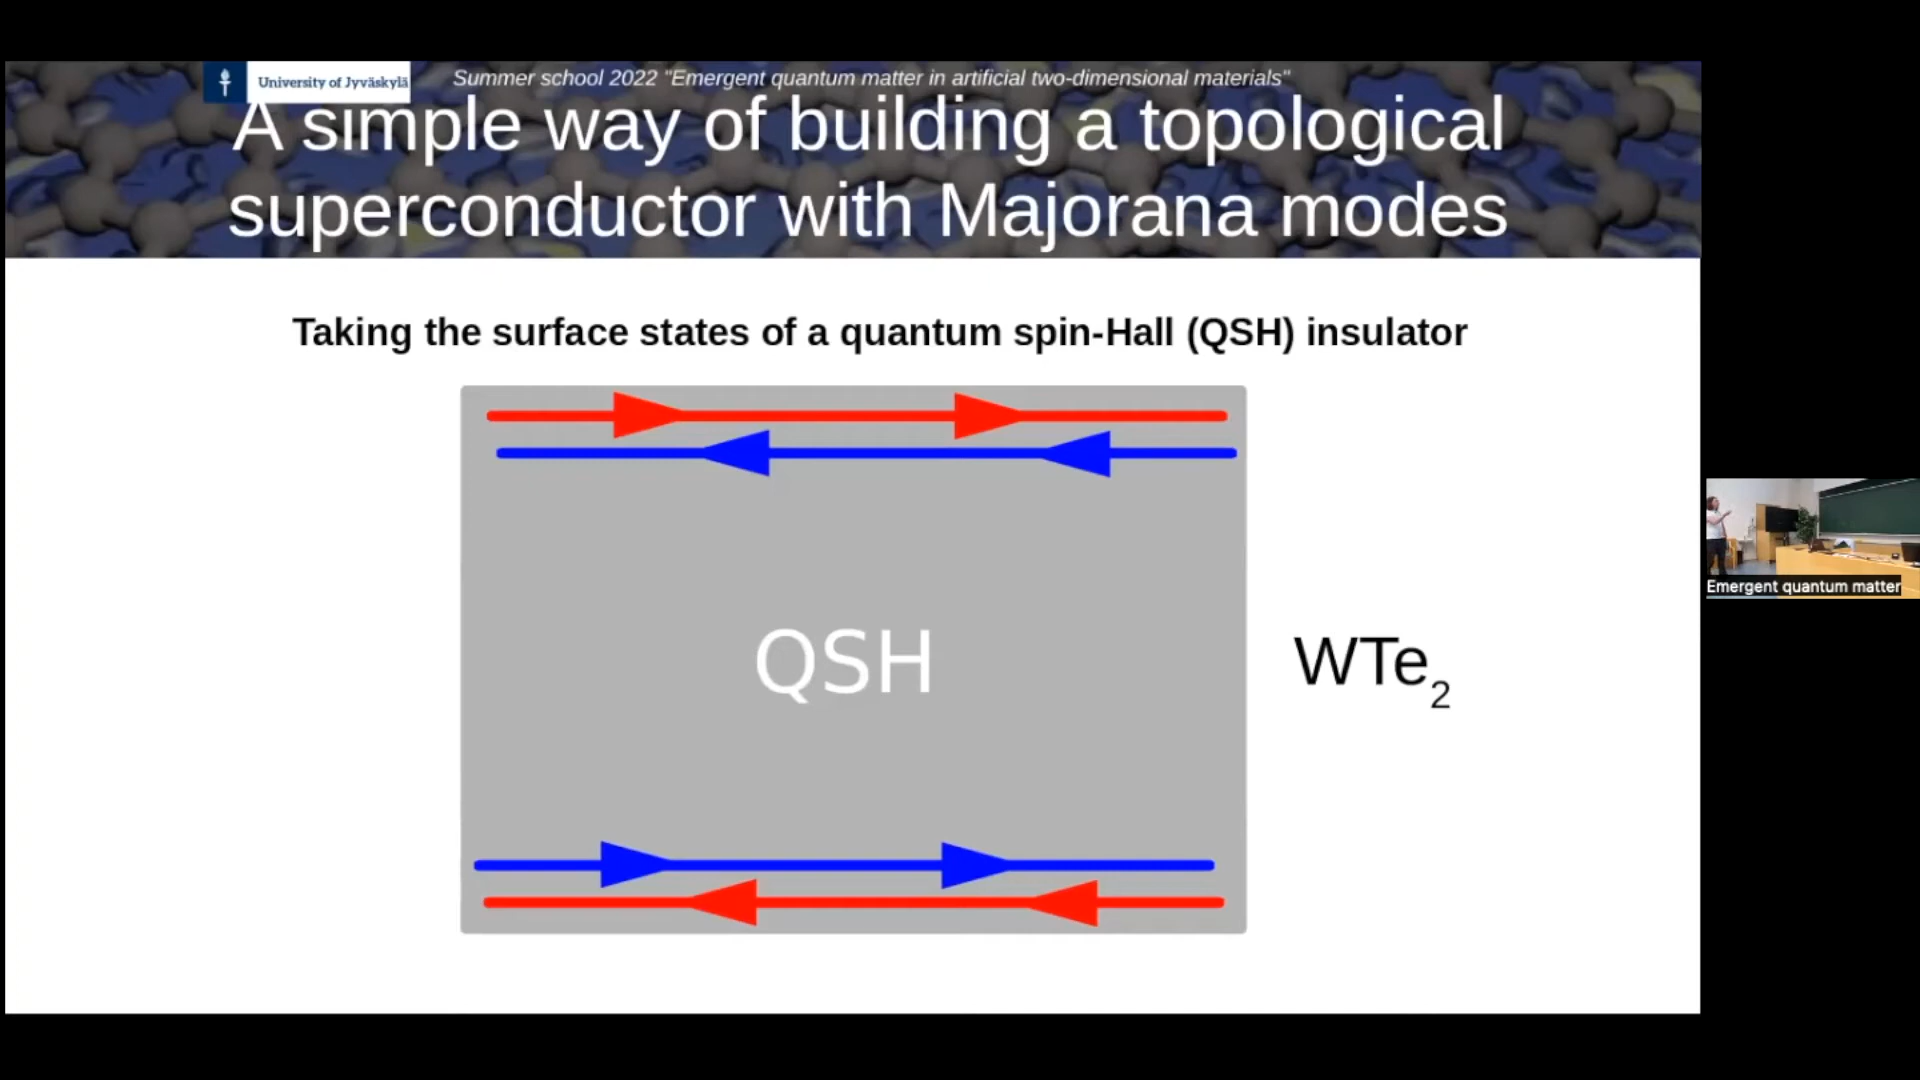 University of Jyväskylä
Summer school 2022 "Emergent quantum matter in artificial two-dimensional materials"
A simple way of building a topological
superconductor with Majorana modes
Taking the surface states of a quantum spin-Hall (QSH) insulator
QSH
WTe₂
Emergent quantum matter